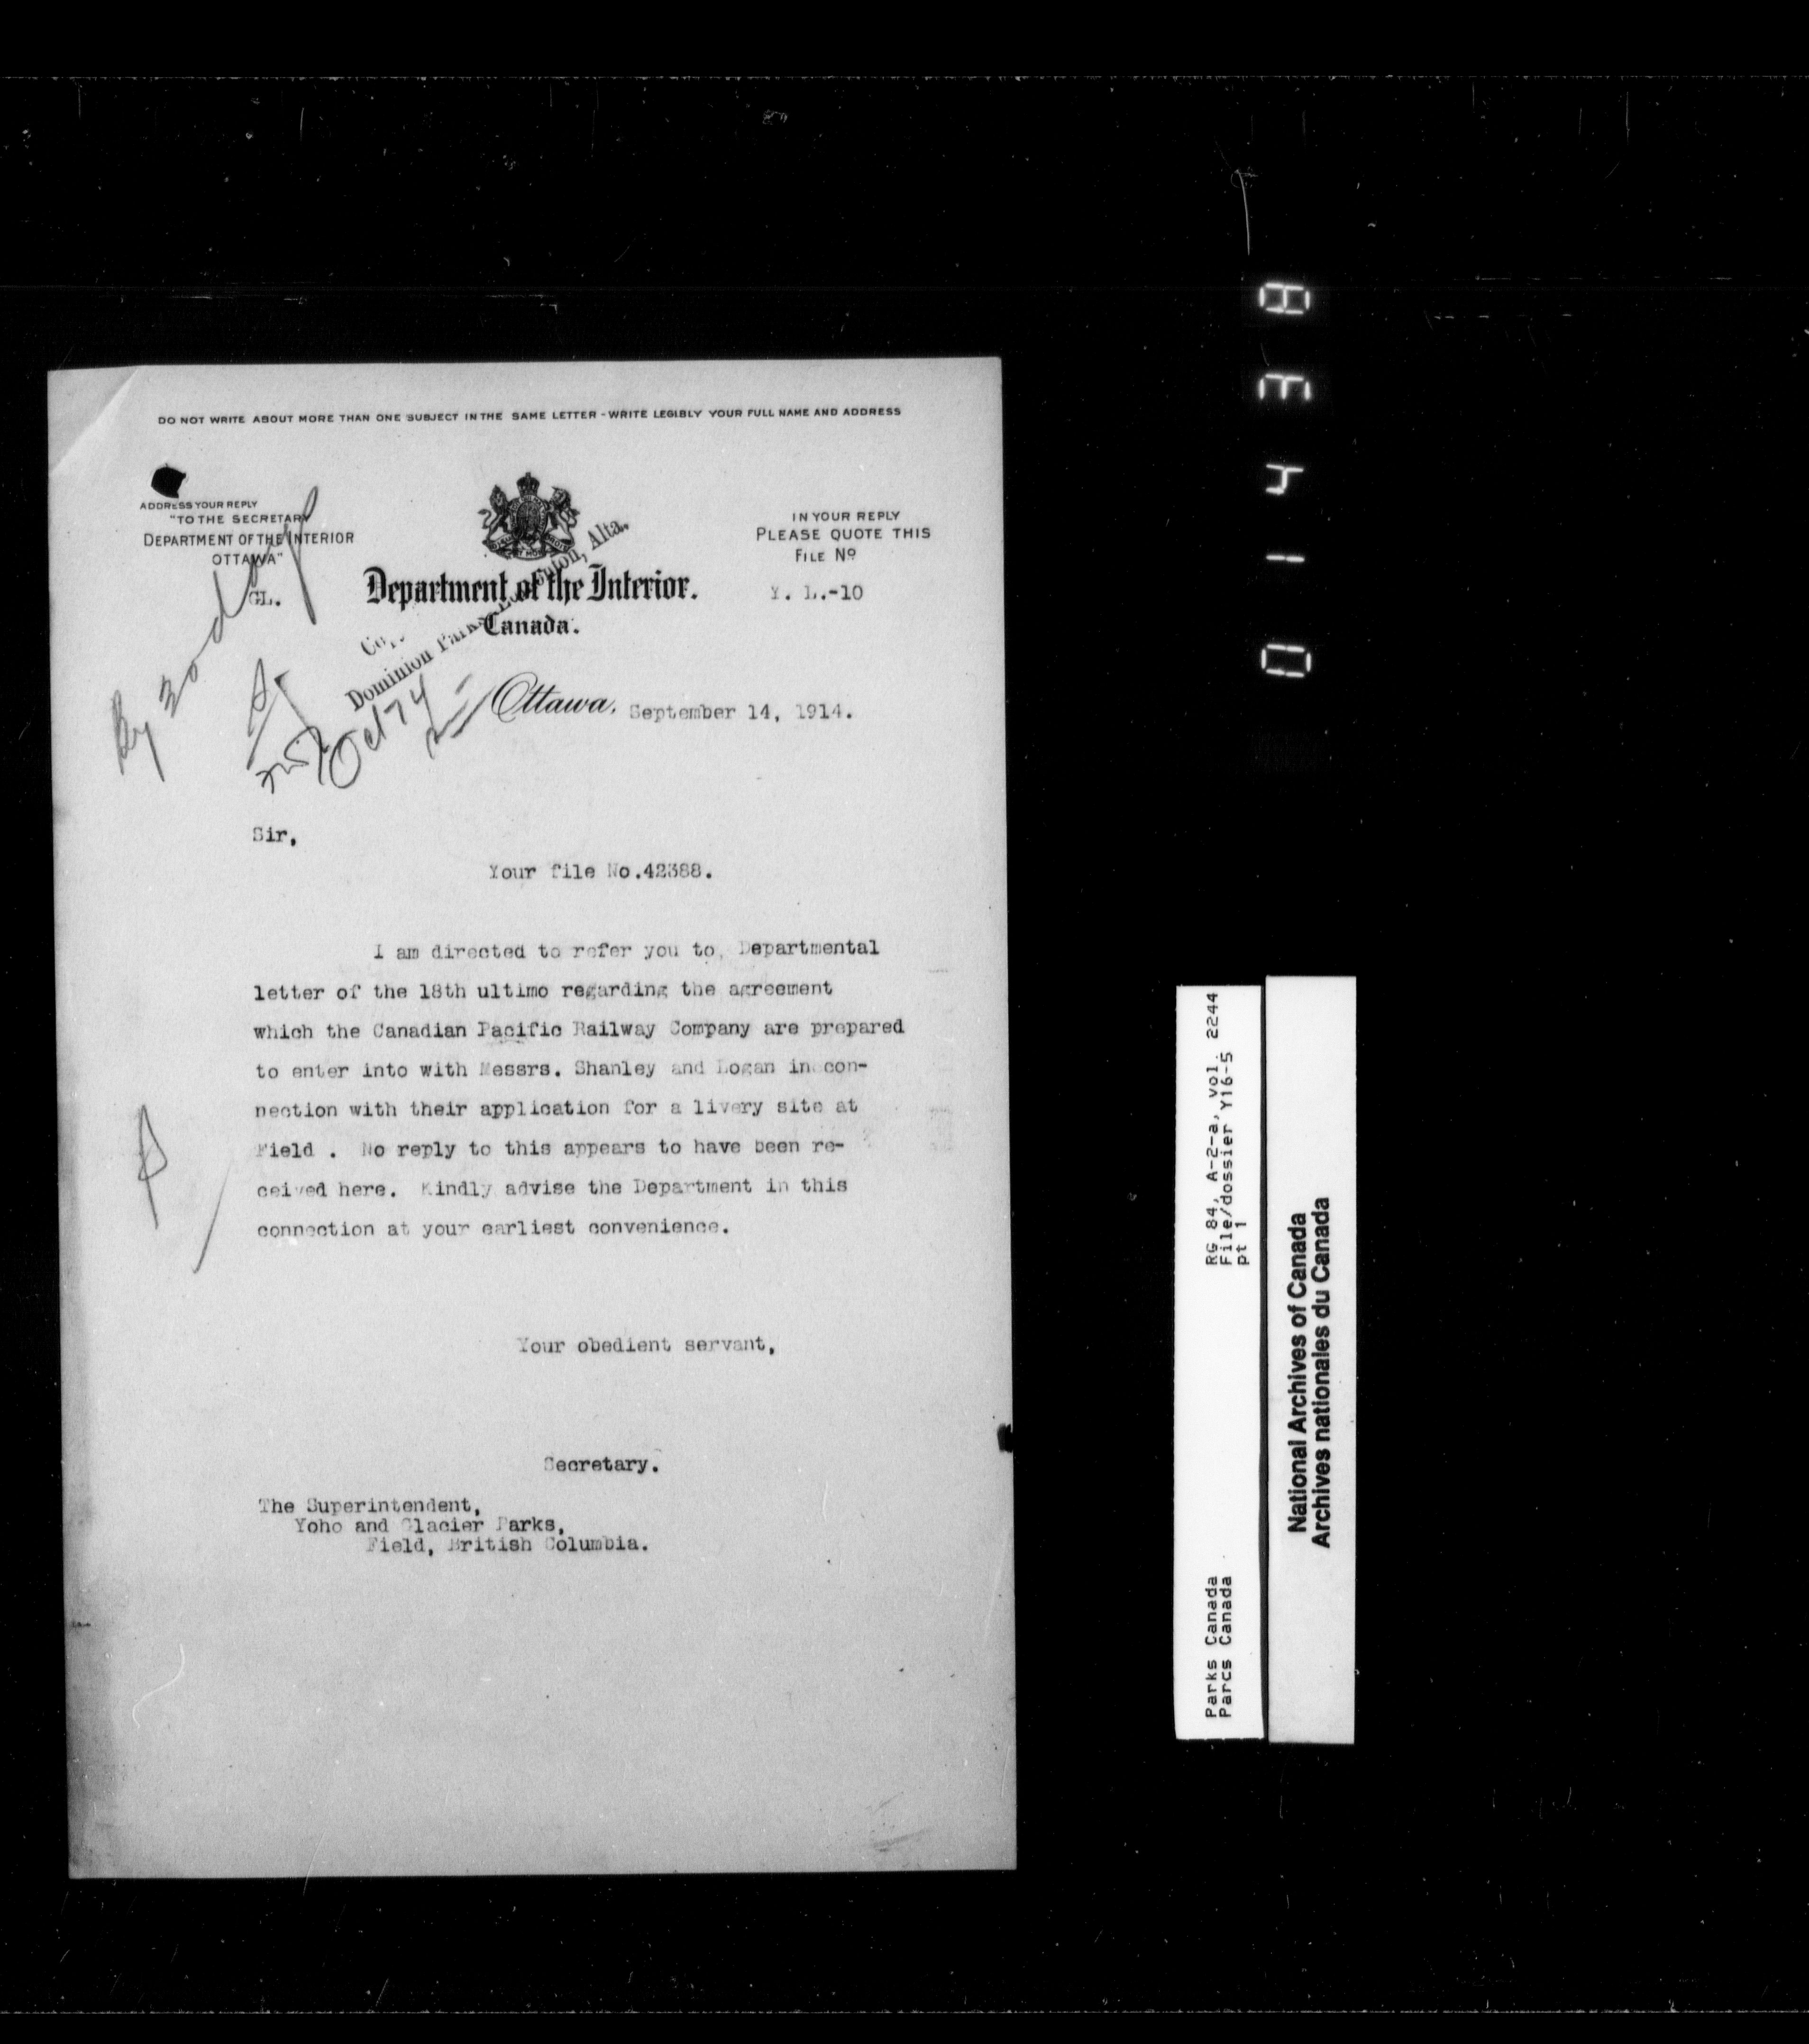 DO NOT WRITE ABOUT MORE THAN ONE SUBJECT IN THE SAME LETTER - WRITE LEGIBLY YOUR FULL NAME AND ADDRESS
ADDRESS YOUR REPLY
"TO THE SECRETARY
DEPARTMENT OF THE INTERIOR
OTTAWA"
GL.
IN YOUR REPLY
PLEASE QUOTE THIS
FILE No
Y. L.-10
Department of the Interior.
Canada.
Dominion Parks Alta.
Oct 7
Ottawa, September 14, 1914.
Sir,
Your file No.42388.
I am directed to refer you to, Departmental
letter of the 18th ultimo regarding the agreement
which the Canadian Pacific Railway Company are prepared
to enter into with Messrs. Shanley and Logan in con-
nection with their application for a livery site at
Field . No reply to this appears to have been re-
ceived here. Kindly advise the Department in this
connection at your earliest convenience.
Your obedient servant,
Secretary.
The Superintendent,
Yoho and Glacier Parks,
Field, British Columbia.
RG 84, A-2-a, vol. 2244
File/dossier Y16-5
pt 1
Parks Canada
Parcs Canada
National Archives of Canada
Archives nationales du Canada